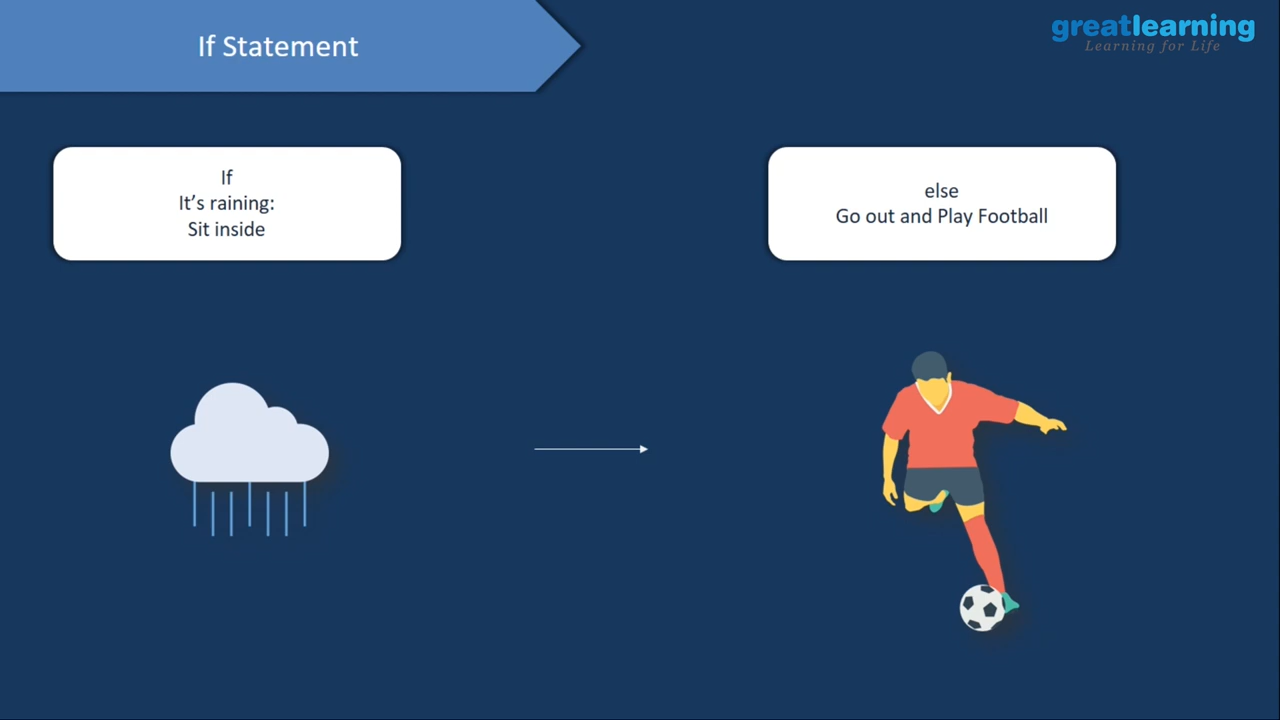 If Statement
greatlearning
Learning for Life
If
It's raining:
Sit inside
else
Go out and Play Football